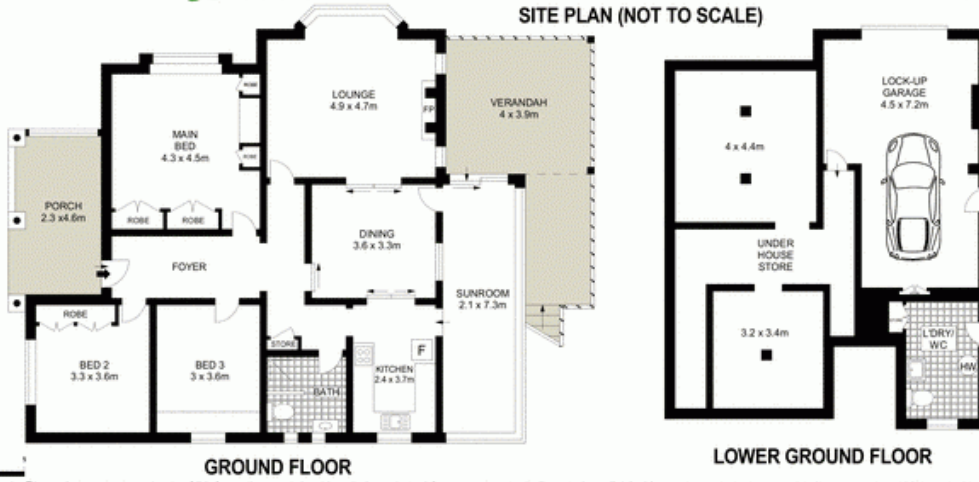 SITE PLAN (NOT TO SCALE)
ROBE
LOUNGE
4.9 x 4.7m
FP
VERANDAH
4 x 3.9m
MAIN
BED
4.3 x 4.5m
ROBE
PORCH
2.3 x4.6m
ROBE
ROBE
DINING
3.6 x 3.3m
FOYER
SUNROOM
2.1 x 7.3m
ROBE
STORE
F
BED 2
3.3 x 3.6m
BED 3
3 x 3.6m
KITCHEN
2.4 x 3.7m
BATH
GROUND FLOOR
LOCK-UP
GARAGE
4.5 x 7.2m
4 x 4.4m
UNDER
HOUSE
STORE
3.2 x 3.4m
L'DRY/
WC
HW
LOWER GROUND FLOOR